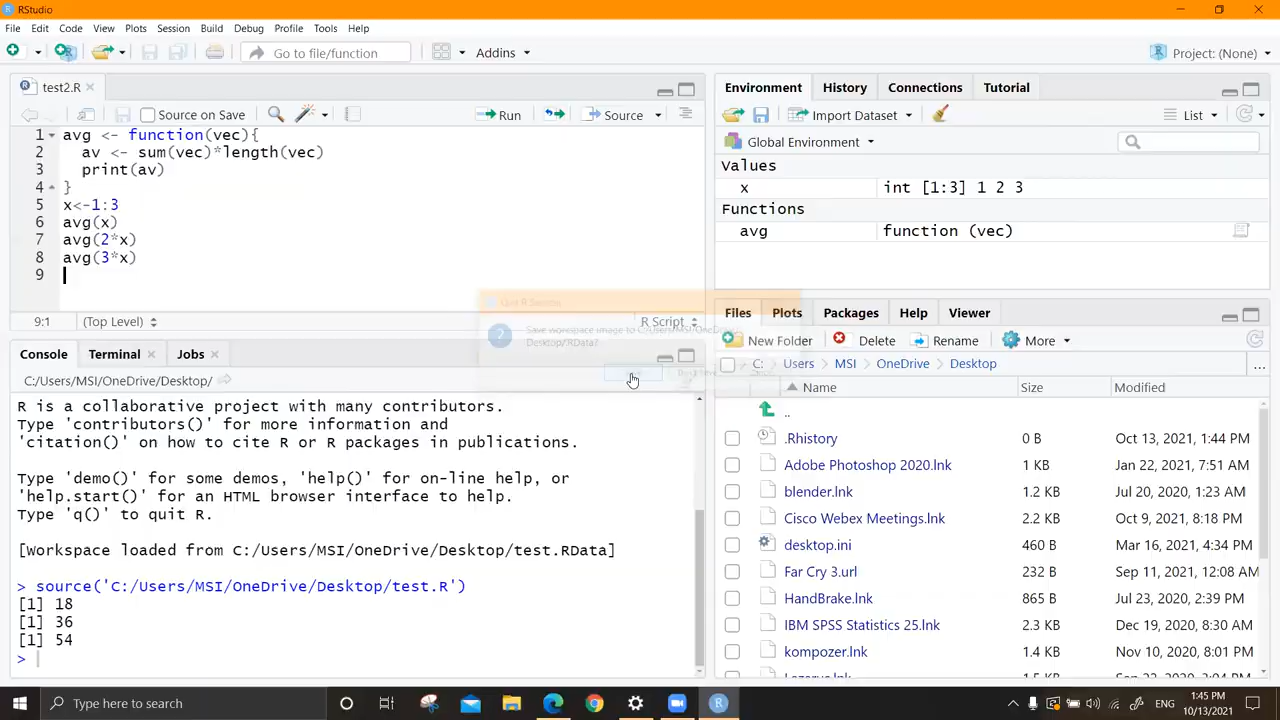 RStudio
File Edit Code View Plots Session Build Debug Profile Tools Help
Go to file/function Addins Project: (None)
test2.R
Source on Save Run Source
1 avg <- function(vec){
2 av <- sum(vec)*length(vec)
3 print(av)
4 }
5 x<-1:3
6 avg(x)
7 avg(2*x)
8 avg(3*x)
9
9:1 (Top Level) R Script
Console Terminal Jobs
C:/Users/MSI/OneDrive/Desktop/
R is a collaborative project with many contributors.
Type 'contributors()' for more information and
'citation()' on how to cite R or R packages in publications.
Type 'demo()' for some demos, 'help()' for on-line help, or
'help.start()' for an HTML browser interface to help.
Type 'q()' to quit R.
[Workspace loaded from C:/Users/MSI/OneDrive/Desktop/test.RData]
> source('C:/Users/MSI/OneDrive/Desktop/test.R')
[1] 18
[1] 36
[1] 54
>
Environment History Connections Tutorial
Import Dataset List
Global Environment
Values
x int [1:3] 1 2 3
Functions
avg function (vec)
Quit R Session
Save workspace image to C:/Users/MSI/OneDrive/
Desktop/.RData?
Files Plots Packages Help Viewer
New Folder Delete Rename More
C: Users MSI OneDrive Desktop ...
Name Size Modified
..
.Rhistory 0 B Oct 13, 2021, 1:44 PM
Adobe Photoshop 2020.lnk 1 KB Jan 22, 2021, 7:51 AM
blender.lnk 1.2 KB Jul 20, 2020, 1:23 AM
Cisco Webex Meetings.lnk 2.2 KB Oct 9, 2021, 8:18 PM
desktop.ini 460 B Mar 16, 2021, 4:34 PM
Far Cry 3.url 232 B Sep 11, 2021, 12:08 AM
HandBrake.lnk 865 B Jul 23, 2020, 2:39 PM
IBM SPSS Statistics 25.lnk 2.3 KB Dec 19, 2020, 8:30 AM
kompozer.lnk 1.4 KB Nov 10, 2020, 8:01 PM
Type here to search
ENG
1:45 PM
10/13/2021